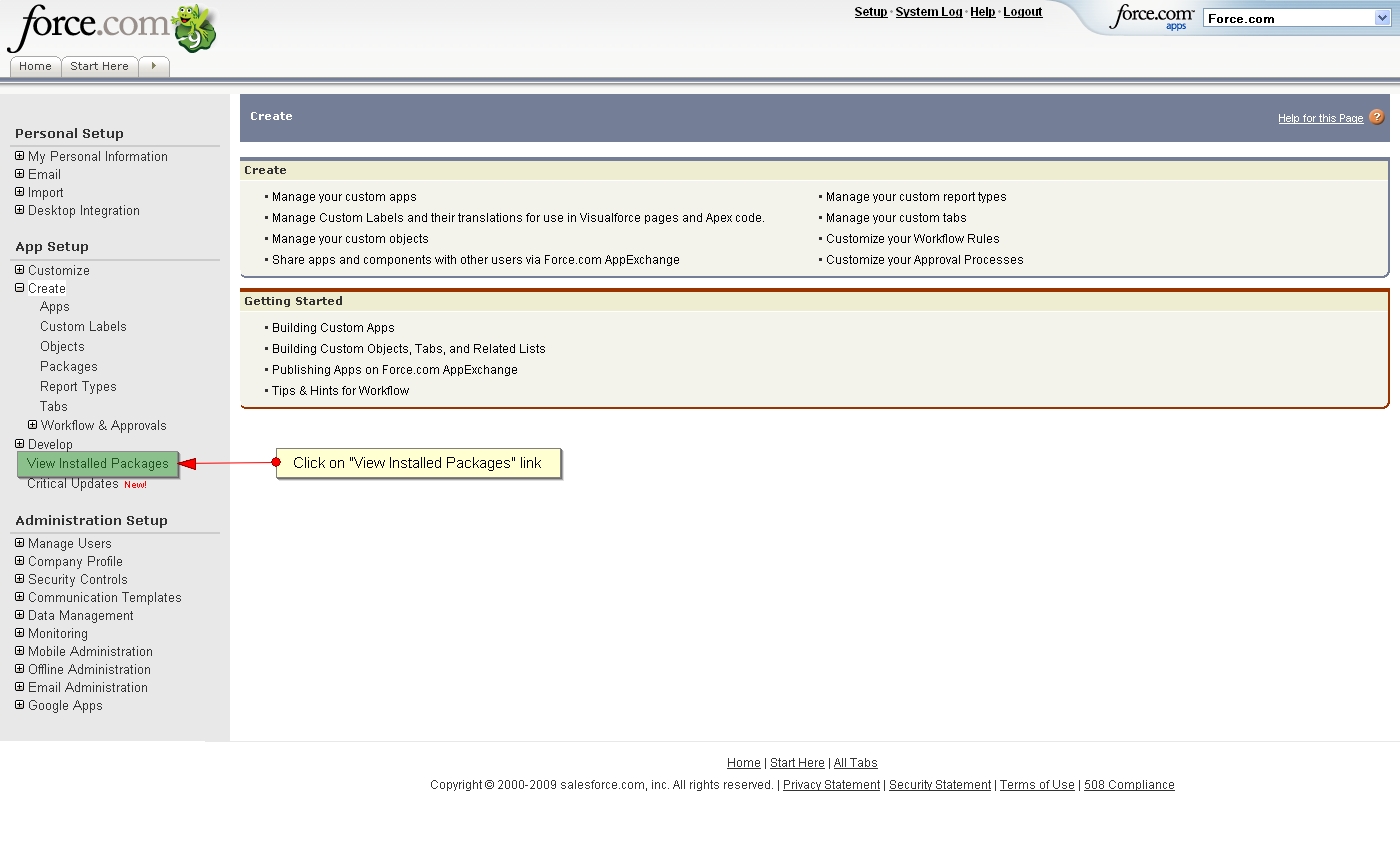 force.com 9
Setup · System Log · Help · Logout
force.com apps
Force.com
Home
Start Here
Personal Setup
My Personal Information
Email
Import
Desktop Integration
App Setup
Customize
Create
Apps
Custom Labels
Objects
Packages
Report Types
Tabs
Workflow & Approvals
Develop
View Installed Packages
Critical Updates New!
Administration Setup
Manage Users
Company Profile
Security Controls
Communication Templates
Data Management
Monitoring
Mobile Administration
Offline Administration
Email Administration
Google Apps
Create
Help for this Page ?
Create
• Manage your custom apps
• Manage Custom Labels and their translations for use in Visualforce pages and Apex code.
• Manage your custom objects
• Share apps and components with other users via Force.com AppExchange
• Manage your custom report types
• Manage your custom tabs
• Customize your Workflow Rules
• Customize your Approval Processes
Getting Started
• Building Custom Apps
• Building Custom Objects, Tabs, and Related Lists
• Publishing Apps on Force.com AppExchange
• Tips & Hints for Workflow
Click on "View Installed Packages" link
Home | Start Here | All Tabs
Copyright © 2000-2009 salesforce.com, inc. All rights reserved. | Privacy Statement | Security Statement | Terms of Use | 508 Compliance